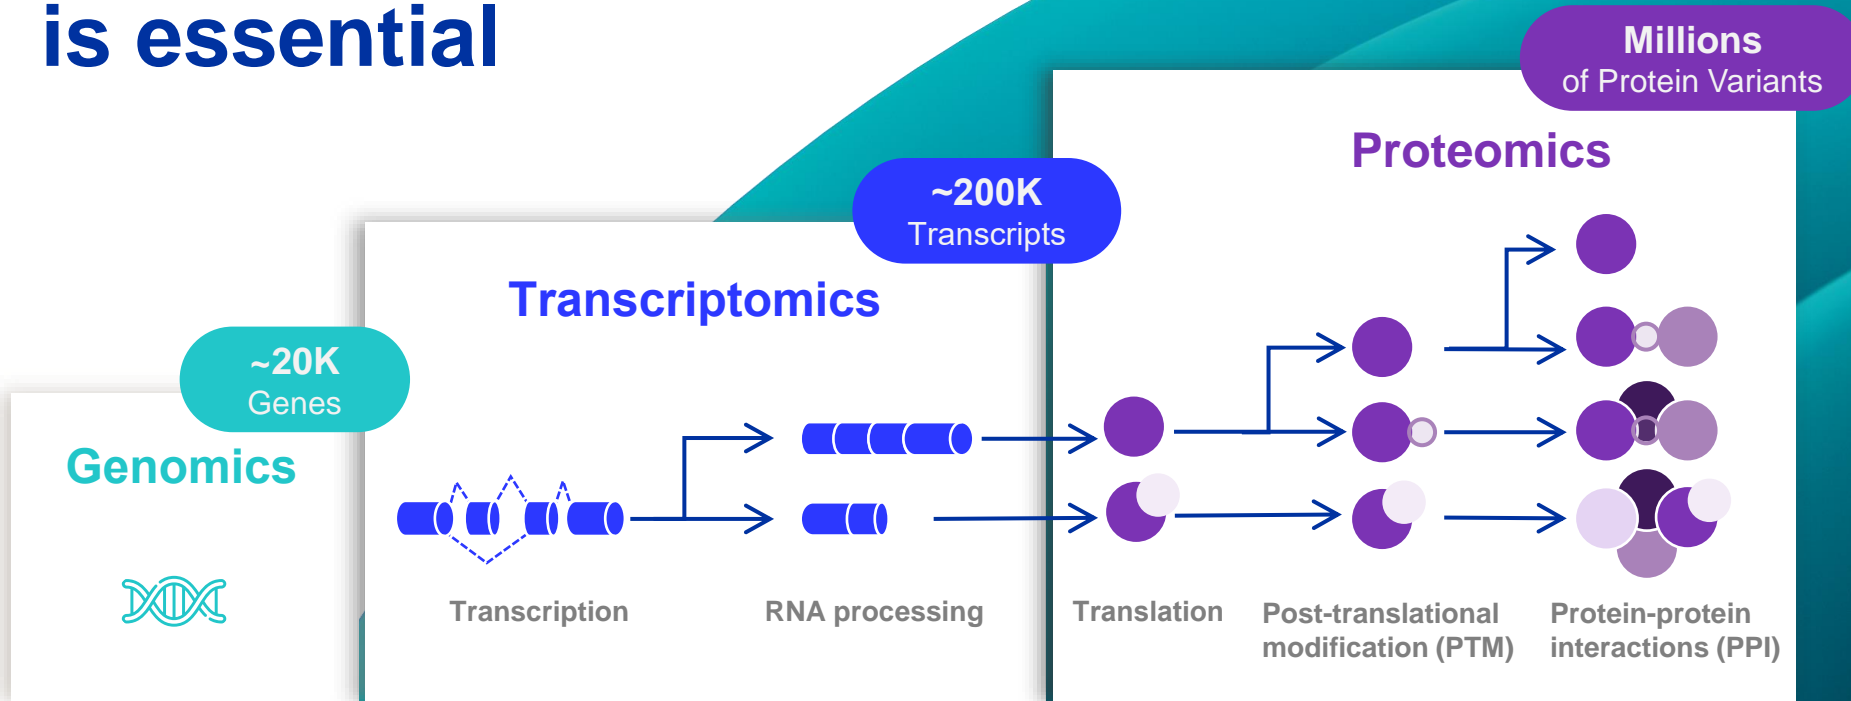 is essential
Millions
of Protein Variants
Proteomics
~200K
Transcripts
Transcriptomics
~20K
Genes
Genomics
Transcription
RNA processing
Translation
Post-translational
modification (PTM)
Protein-protein
interactions (PPI)